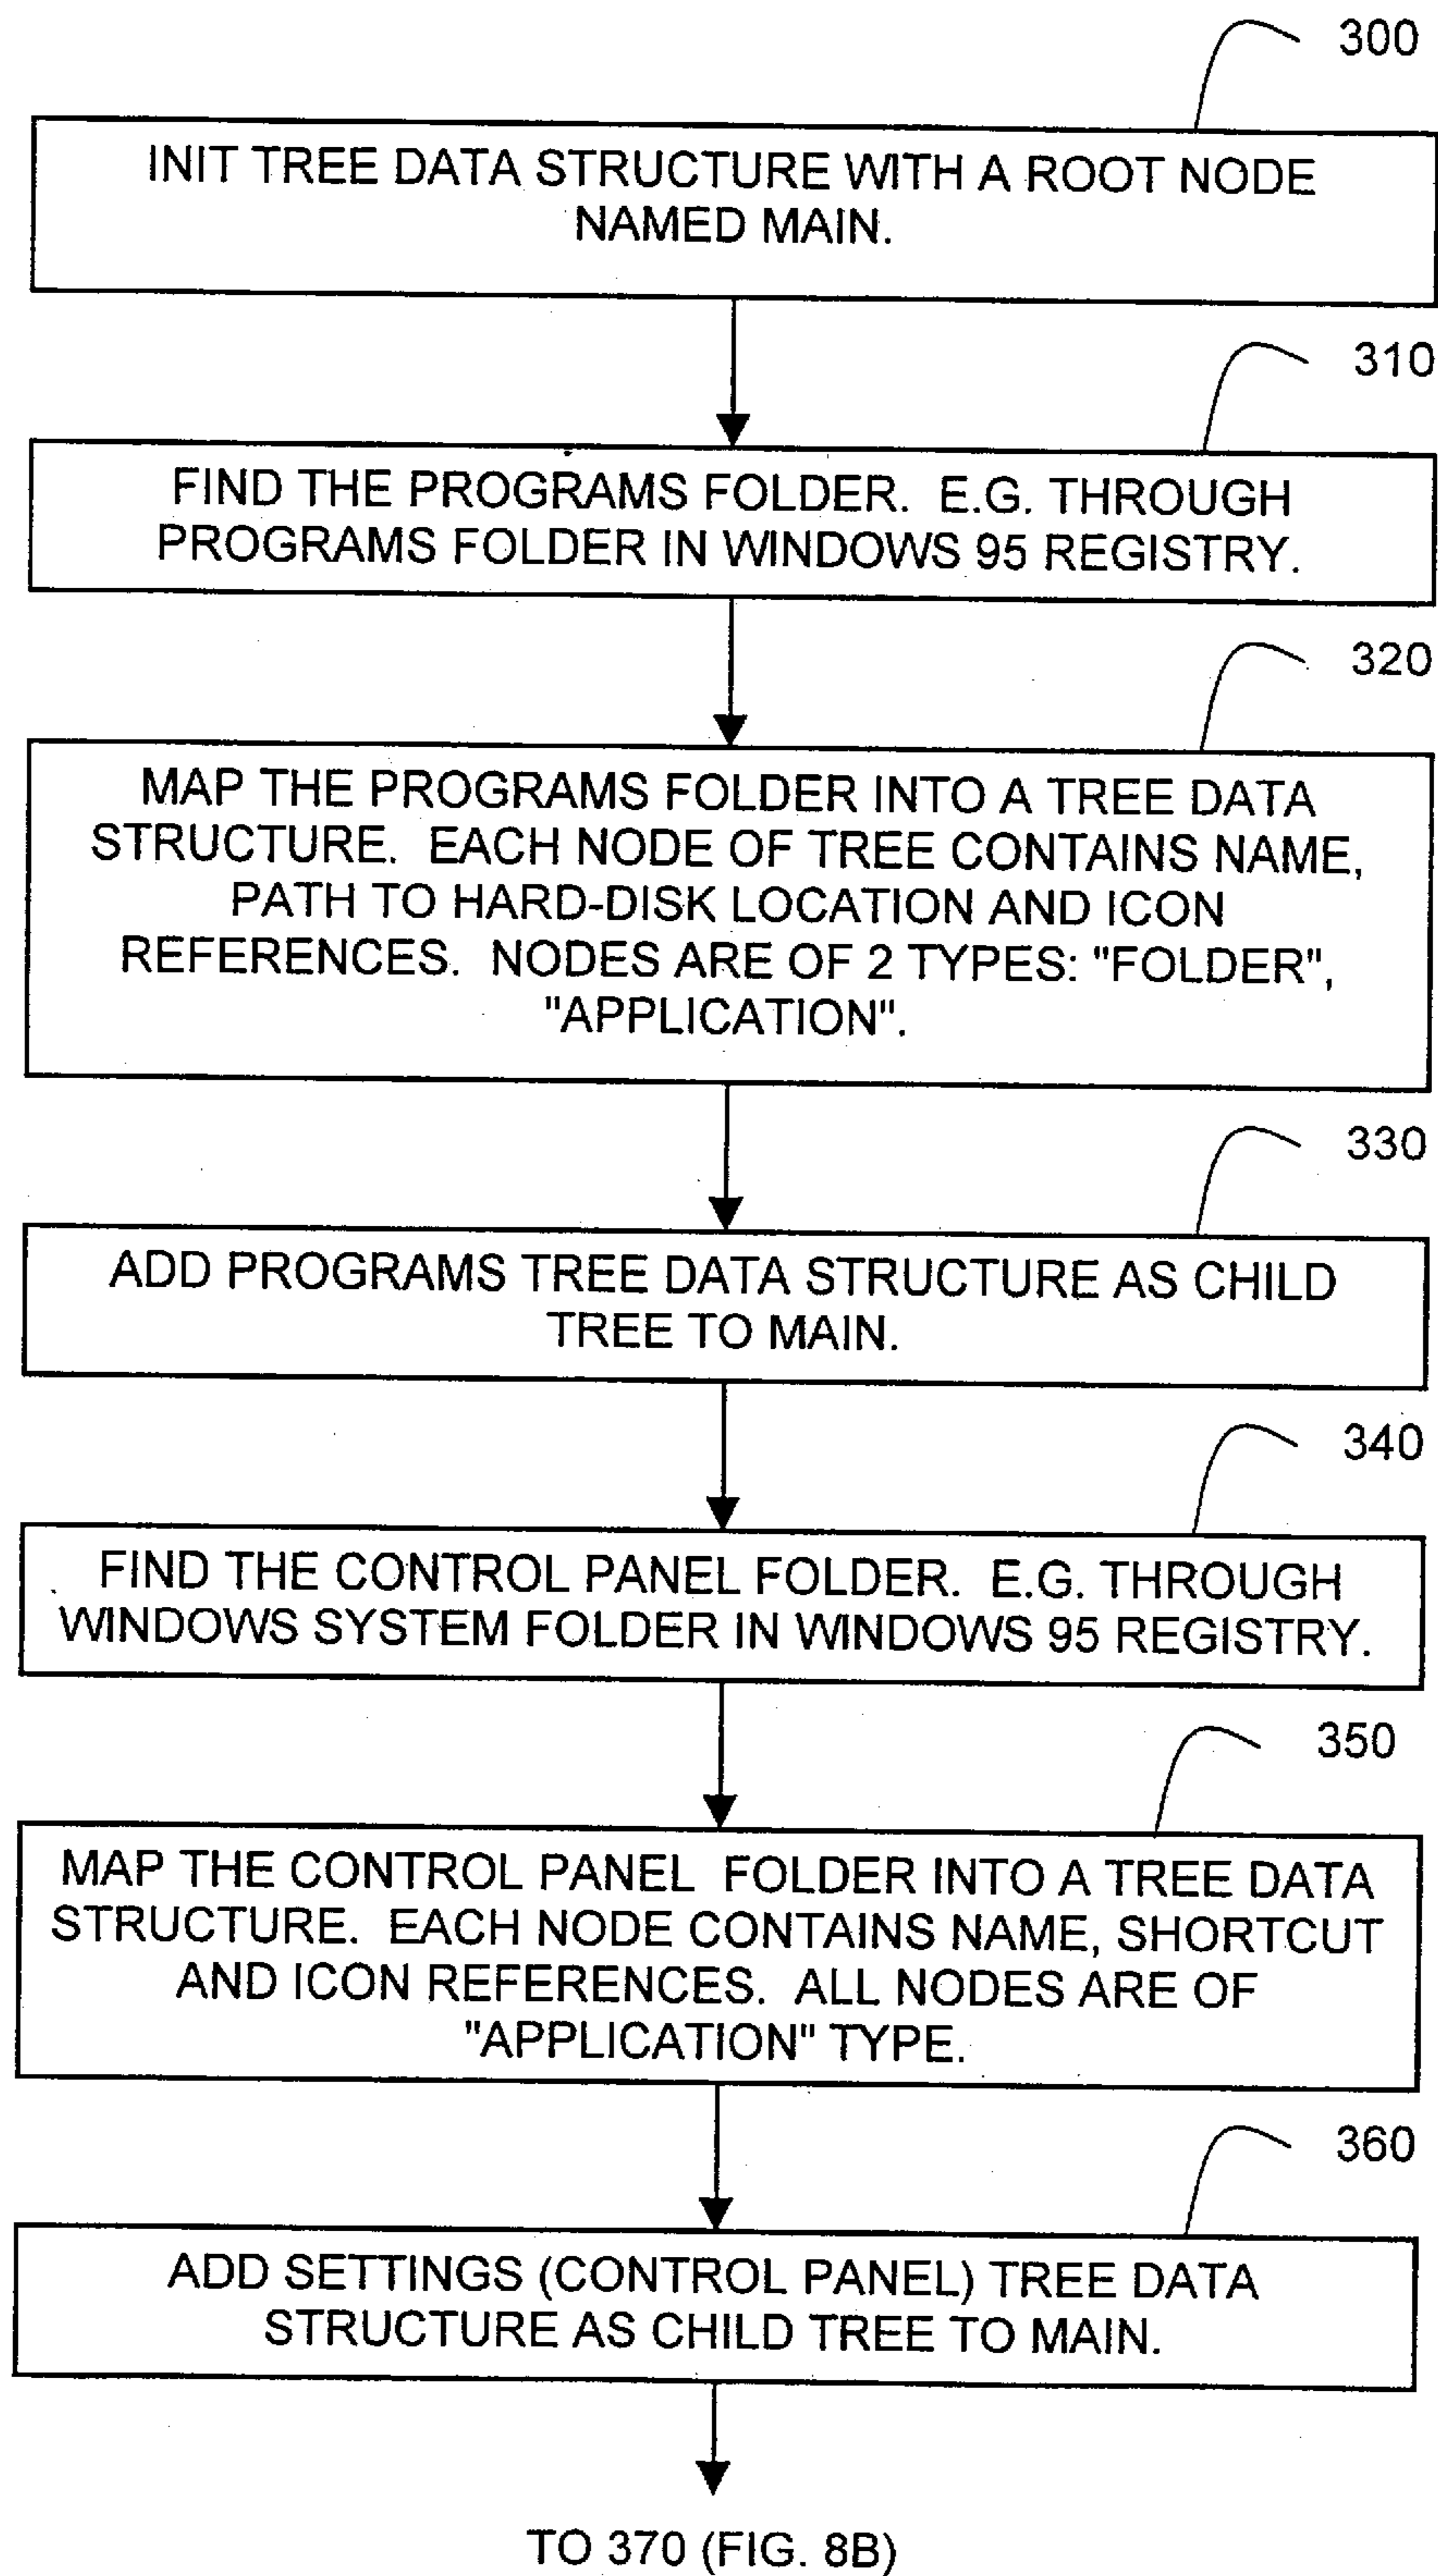 300
INIT TREE DATA STRUCTURE WITH A ROOT NODE
NAMED MAIN.
310
FIND THE PROGRAMS FOLDER. E.G. THROUGH
PROGRAMS FOLDER IN WINDOWS 95 REGISTRY.
320
MAP THE PROGRAMS FOLDER INTO A TREE DATA
STRUCTURE. EACH NODE OF TREE CONTAINS NAME,
PATH TO HARD-DISK LOCATION AND ICON
REFERENCES. NODES ARE OF 2 TYPES: "FOLDER",
"APPLICATION".
330
ADD PROGRAMS TREE DATA STRUCTURE AS CHILD
TREE TO MAIN.
340
FIND THE CONTROL PANEL FOLDER. E.G. THROUGH
WINDOWS SYSTEM FOLDER IN WINDOWS 95 REGISTRY.
350
MAP THE CONTROL PANEL FOLDER INTO A TREE DATA
STRUCTURE. EACH NODE CONTAINS NAME, SHORTCUT
AND ICON REFERENCES. ALL NODES ARE OF
"APPLICATION" TYPE.
360
ADD SETTINGS (CONTROL PANEL) TREE DATA
STRUCTURE AS CHILD TREE TO MAIN.
TO 370 (FIG. 8B)